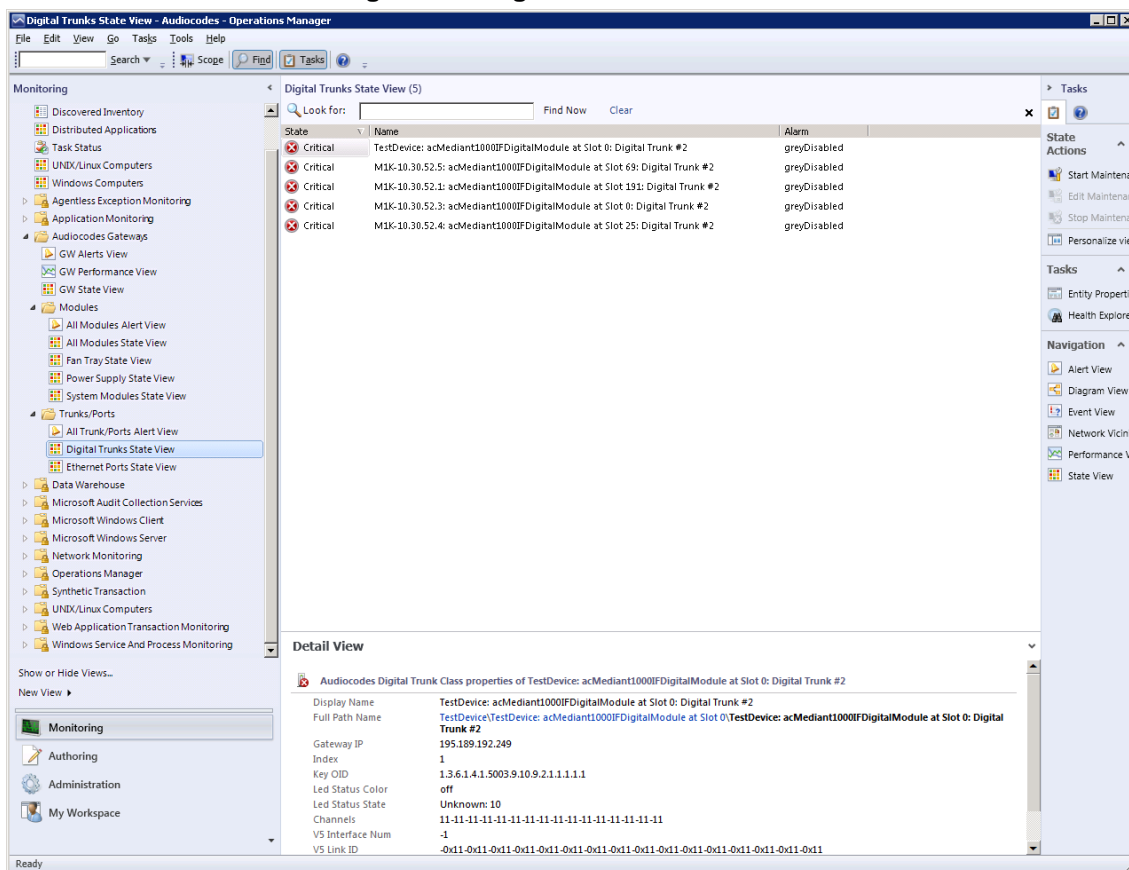 Digital Trunks State View - Audiocodes - Operations Manager
File Edit View Go Tasks Tools Help
Search Scope Find Tasks
Monitoring
Discovered Inventory
Distributed Applications
Task Status
UNIX/Linux Computers
Windows Computers
Agentless Exception Monitoring
Application Monitoring
Audiocodes Gateways
GW Alerts View
GW Performance View
GW State View
Modules
All Modules Alert View
All Modules State View
Fan Tray State View
Power Supply State View
System Modules State View
Trunks/Ports
All Trunk/Ports Alert View
Digital Trunks State View
Ethernet Ports State View
Data Warehouse
Microsoft Audit Collection Services
Microsoft Windows Client
Microsoft Windows Server
Network Monitoring
Operations Manager
Synthetic Transaction
UNIX/Linux Computers
Web Application Transaction Monitoring
Windows Service And Process Monitoring
Show or Hide Views...
New View
Monitoring
Authoring
Administration
My Workspace
Ready
Digital Trunks State View (5)
Look for: Find Now Clear
State Name Alarm
Critical TestDevice: acMediant1000IFDigitalModule at Slot 0: Digital Trunk #2 greyDisabled
Critical M1K-10.30.52.5: acMediant1000IFDigitalModule at Slot 69: Digital Trunk #2 greyDisabled
Critical M1K-10.30.52.1: acMediant1000IFDigitalModule at Slot 191: Digital Trunk #2 greyDisabled
Critical M1K-10.30.52.3: acMediant1000IFDigitalModule at Slot 0: Digital Trunk #2 greyDisabled
Critical M1K-10.30.52.4: acMediant1000IFDigitalModule at Slot 25: Digital Trunk #2 greyDisabled
Detail View
Audiocodes Digital Trunk Class properties of TestDevice: acMediant1000IFDigitalModule at Slot 0: Digital Trunk #2
Display Name TestDevice: acMediant1000IFDigitalModule at Slot 0: Digital Trunk #2
Full Path Name TestDevice\TestDevice: acMediant1000IFDigitalModule at Slot 0\TestDevice: acMediant1000IFDigitalModule at Slot 0: Digital
Trunk #2
Gateway IP 195.189.192.249
Index 1
Key OID 1.3.6.1.4.1.5003.9.10.9.2.1.1.1.1.1
Led Status Color off
Led Status State Unknown: 10
Channels 11-11-11-11-11-11-11-11-11-11-11-11-11-11-11-11
V5 Interface Num -1
V5 Link ID -0x11-0x11-0x11-0x11-0x11-0x11-0x11-0x11-0x11-0x11-0x11-0x11-0x11-0x11-0x11-0x11
Tasks
State
Actions
Start Maintena
Edit Maintena
Stop Maintena
Personalize vie
Tasks
Entity Properti
Health Explore
Navigation
Alert View
Diagram View
Event View
Network Vicin
Performance V
State View